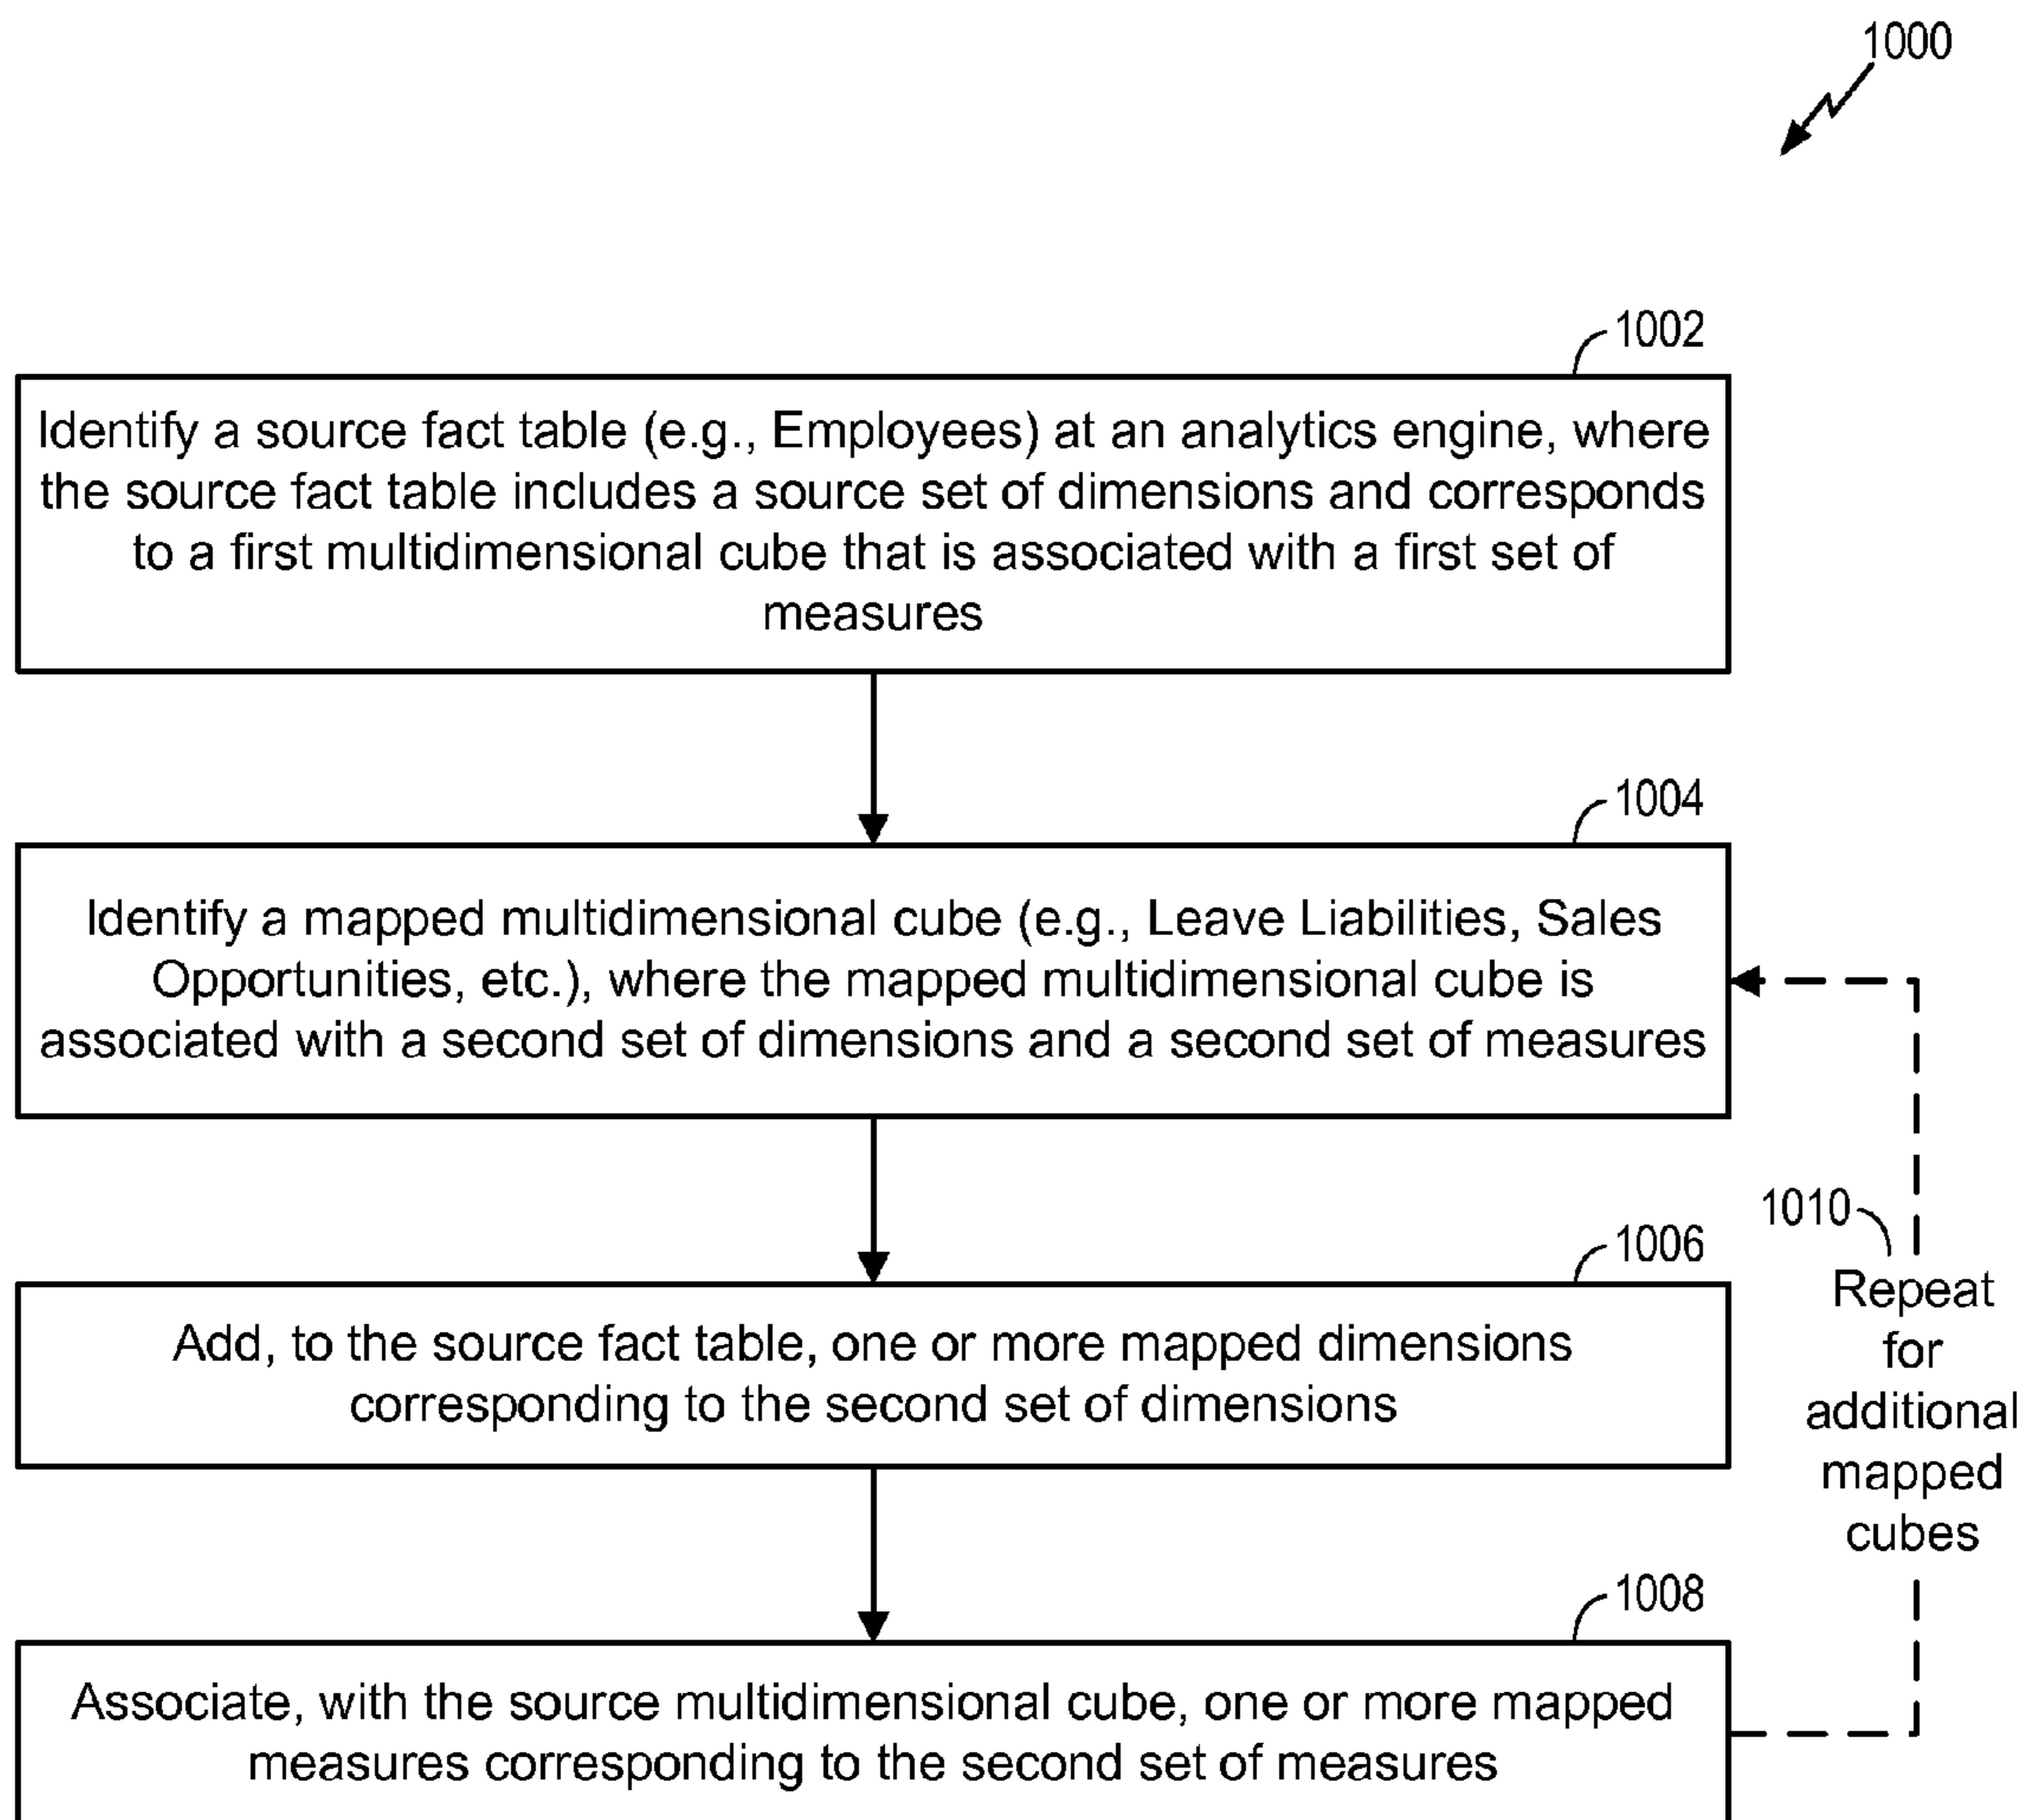 1000
1002
Identify a source fact table (e.g., Employees) at an analytics engine, where
the source fact table includes a source set of dimensions and corresponds
to a first multidimensional cube that is associated with a first set of
measures
1004
Identify a mapped multidimensional cube (e.g., Leave Liabilities, Sales
Opportunities, etc.), where the mapped multidimensional cube is
associated with a second set of dimensions and a second set of measures
1006
Add, to the source fact table, one or more mapped dimensions
corresponding to the second set of dimensions
1010
Repeat
for
additional
mapped
cubes
1008
Associate, with the source multidimensional cube, one or more mapped
measures corresponding to the second set of measures